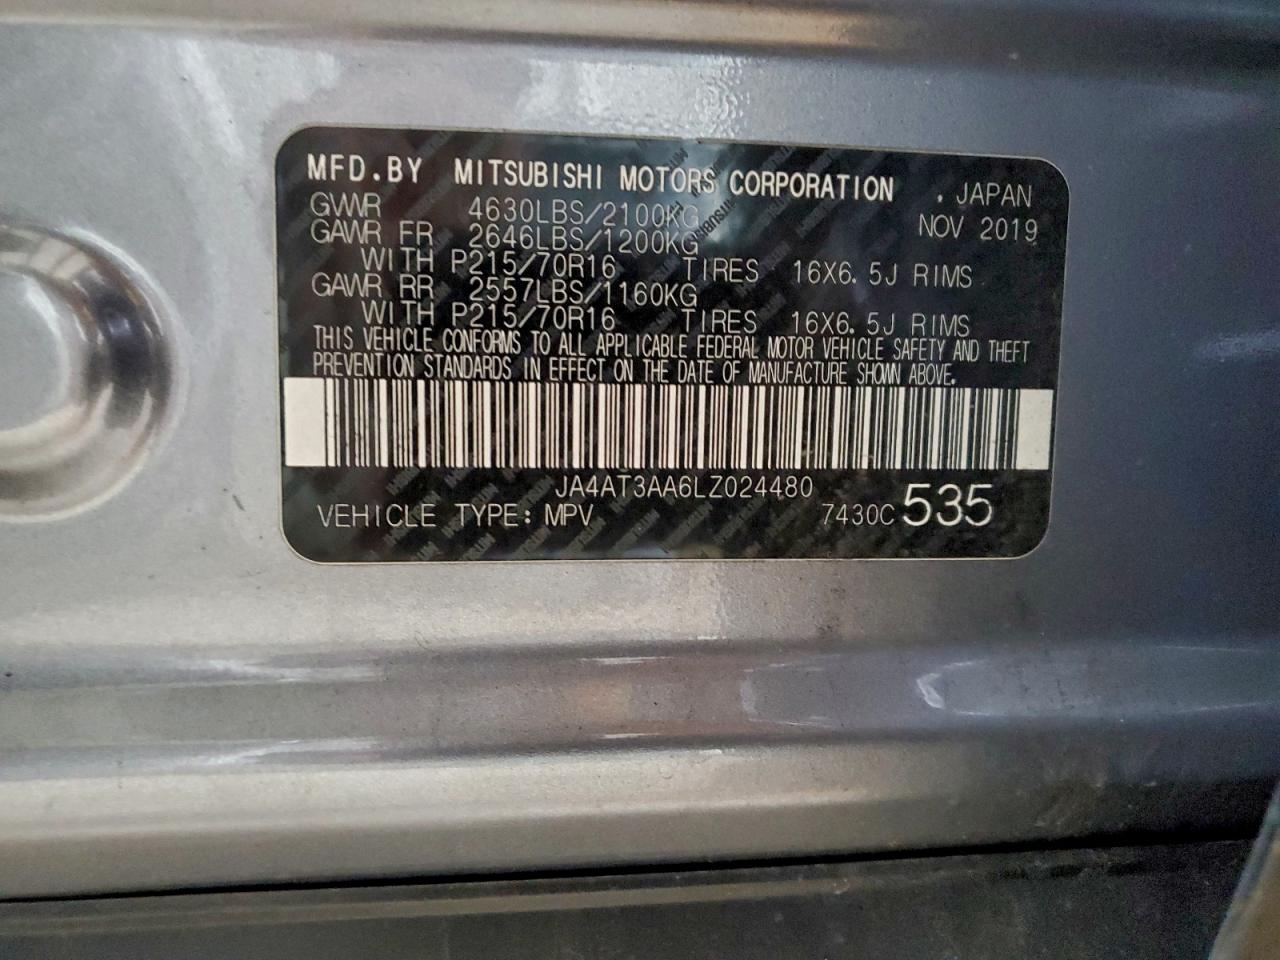 MFD.BY MITSUBISHI MOTORS CORPORATION . JAPAN
GVWR 4630LBS/2100KG NOV 2019
GAWR FR 2646LBS/1200KG
WITH P215/70R16 TIRES 16X6.5J RIMS
GAWR RR 2557LBS/1160KG
WITH P215/70R16 TIRES 16X6.5J RIMS
THIS VEHICLE CONFORMS TO ALL APPLICABLE FEDERAL MOTOR VEHICLE SAFETY AND THEFT
PREVENTION STANDARDS IN EFFECT ON THE DATE OF MANUFACTURE SHOWN ABOVE.
JA4AT3AA6LZ024480
VEHICLE TYPE: MPV 7430C 535